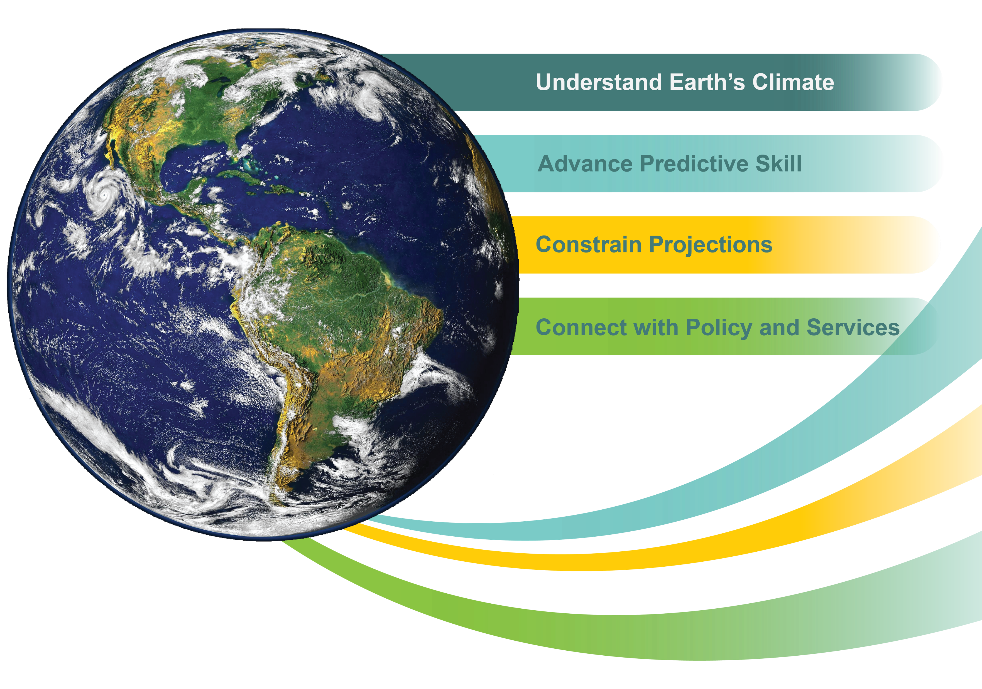 Understand Earth's Climate
Advance Predictive Skill
Constrain Projections
Connect with Policy and Services